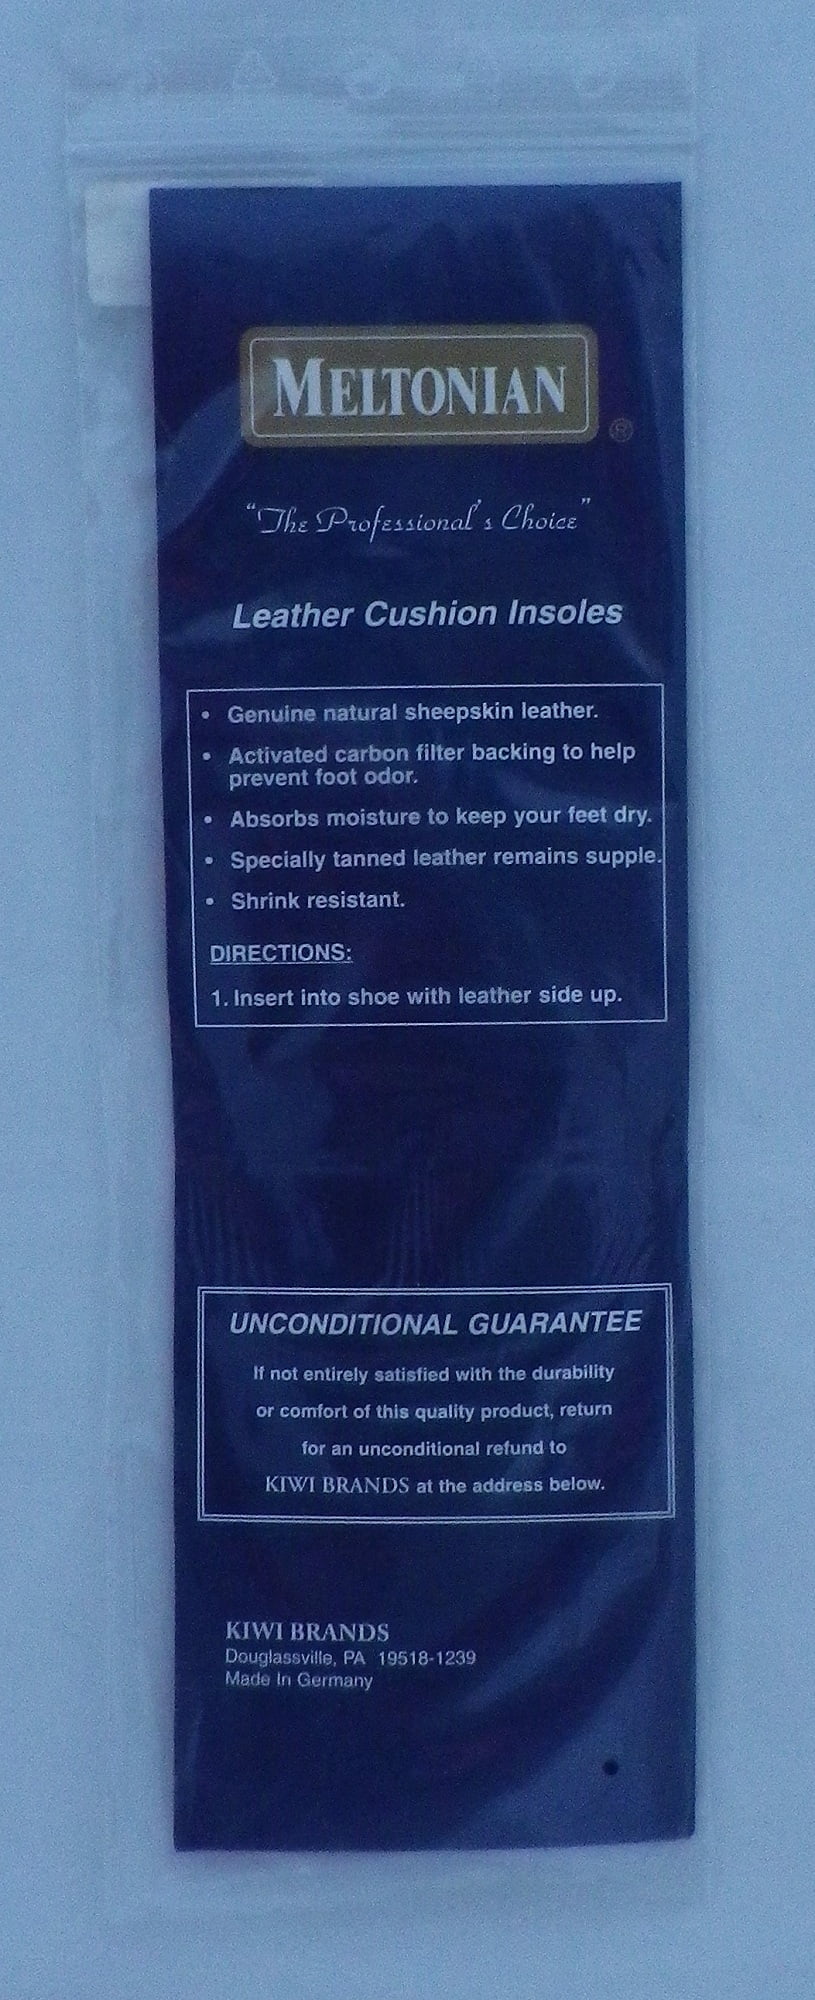 MELTONIAN
®
"The Professional's Choice"
Leather Cushion Insoles
• Genuine natural sheepskin leather.
• Activated carbon filter backing to help
prevent foot odor.
• Absorbs moisture to keep your feet dry.
• Specially tanned leather remains supple.
• Shrink resistant.
DIRECTIONS:
1. Insert into shoe with leather side up.
UNCONDITIONAL GUARANTEE
If not entirely satisfied with the durability
or comfort of this quality product, return
for an unconditional refund to
KIWI BRANDS at the address below.
KIWI BRANDS
Douglassville, PA 19518-1239
Made In Germany